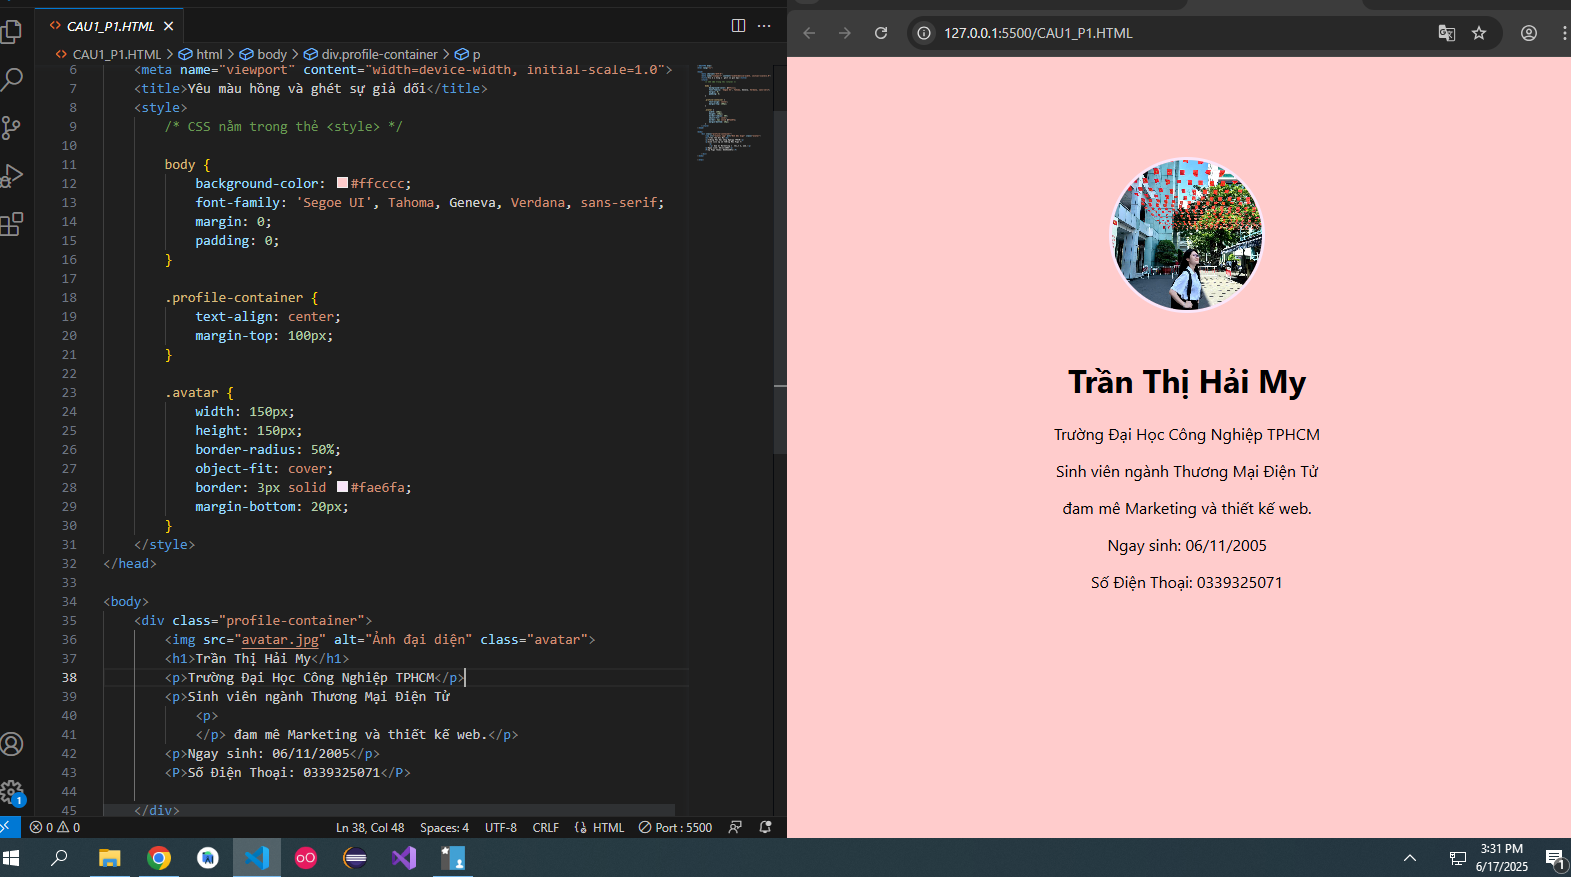 CAU1_P1.HTML
CAU1_P1.HTML > html > body > div.profile-container > p
6 <meta name="viewport" content="width=device-width, initial-scale=1.0">
7 <title>Yêu màu hồng và ghét sự giả dối</title>
8 <style>
9 /* CSS nằm trong thẻ <style> */
10
11 body {
12 background-color: #ffcccc;
13 font-family: 'Segoe UI', Tahoma, Geneva, Verdana, sans-serif;
14 margin: 0;
15 padding: 0;
16 }
17
18 .profile-container {
19 text-align: center;
20 margin-top: 100px;
21 }
22
23 .avatar {
24 width: 150px;
25 height: 150px;
26 border-radius: 50%;
27 object-fit: cover;
28 border: 3px solid #fae6fa;
29 margin-bottom: 20px;
30 }
31 </style>
32 </head>
33
34 <body>
35 <div class="profile-container">
36 <img src="avatar.jpg" alt="Ảnh đại diện" class="avatar">
37 <h1>Trần Thị Hải My</h1>
38 <p>Trường Đại Học Công Nghiệp TPHCM</p>
39 <p>Sinh viên ngành Thương Mại Điện Tử
40 <p>
41 </p> đam mê Marketing và thiết kế web.</p>
42 <p>Ngay sinh: 06/11/2005</p>
43 <P>Số Điện Thoại: 0339325071</P>
44
45 </div>
1
0 0 Ln 38, Col 48 Spaces: 4 UTF-8 CRLF {} HTML Port : 5500
127.0.0.1:5500/CAU1_P1.HTML
Trần Thị Hải My
Trường Đại Học Công Nghiệp TPHCM
Sinh viên ngành Thương Mại Điện Tử
đam mê Marketing và thiết kế web.
Ngay sinh: 06/11/2005
Số Điện Thoại: 0339325071
3:31 PM
6/17/2025
1